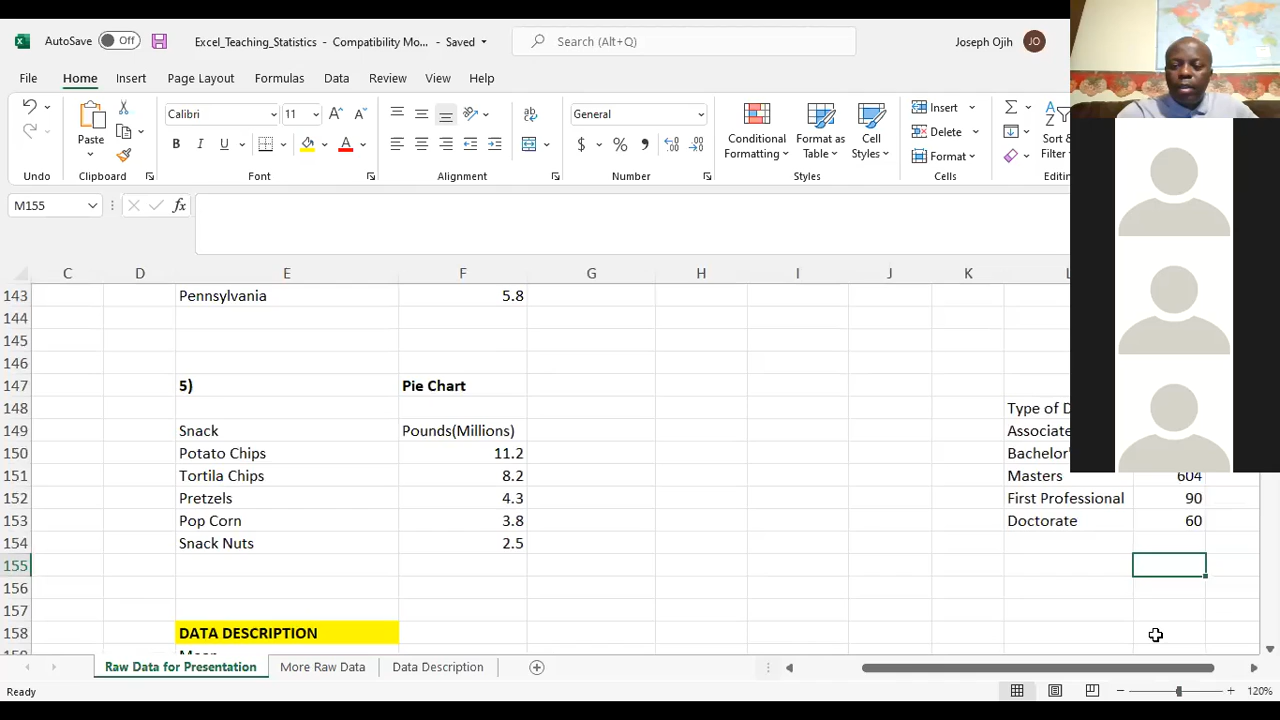 AutoSave Off Excel_Teaching_Statistics - Compatibility Mo... - Saved Search (Alt+Q) Joseph Ojih JO
File Home Insert Page Layout Formulas Data Review View Help
Calibri 11 General Insert
Paste Conditional Formatting Format as Table Cell Styles Delete Sort & Filter
B I U A $ % Format
Undo Clipboard Font Alignment Number Styles Cells
M155 fx
C D E F G H I J K
143 Pennsylvania 5.8
144
145
146
147 5) Pie Chart
148 Type of D
149 Snack Pounds(Millions) Associate
150 Potato Chips 11.2 Bachelor'
151 Tortila Chips 8.2 Masters 604
152 Pretzels 4.3 First Professional 90
153 Pop Corn 3.8 Doctorate 60
154 Snack Nuts 2.5
155
156
157
158 DATA DESCRIPTION
Raw Data for Presentation More Raw Data Data Description
Ready 120%